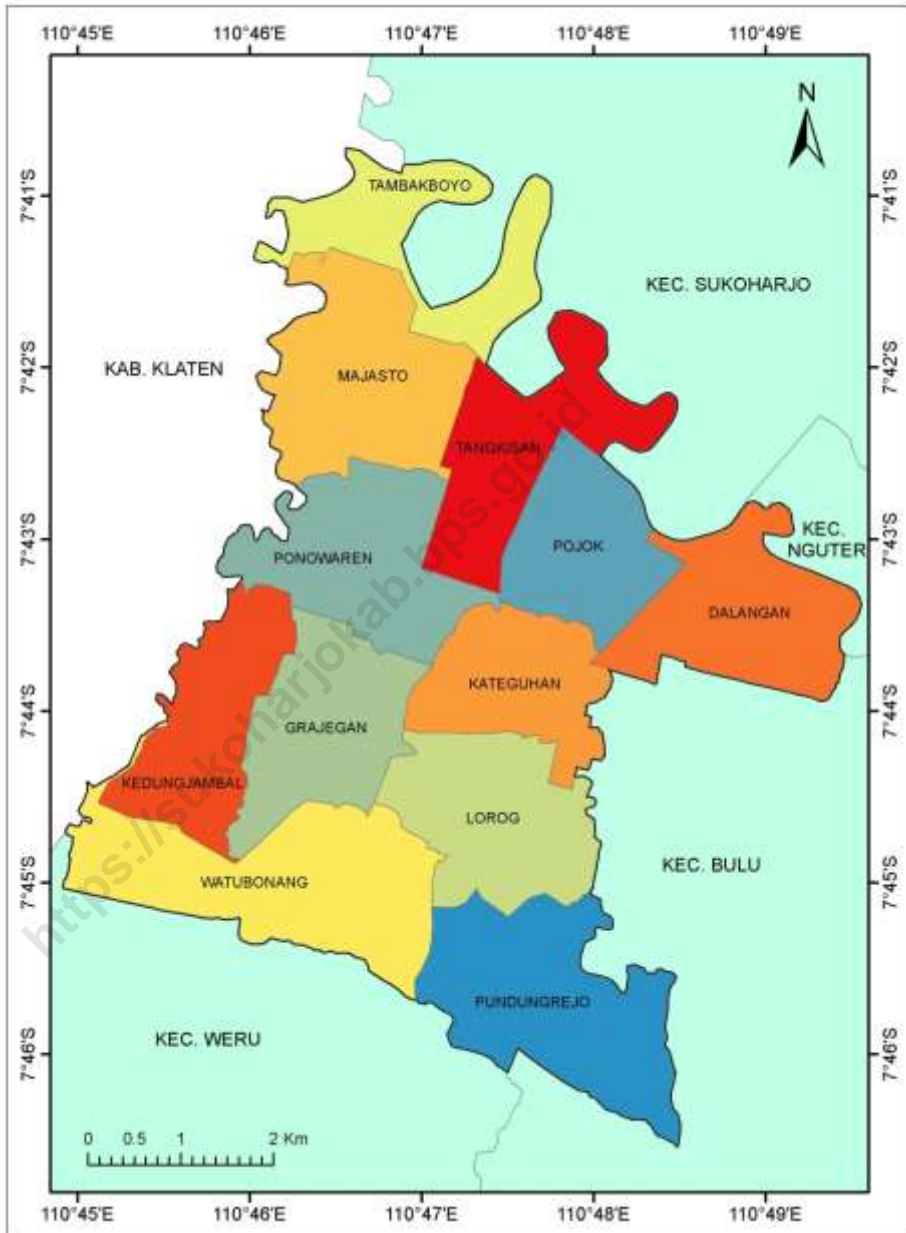 110°45'E 110°46'E 110°47'E 110°48'E 110°49'E
N
7°41'S 7°41'S
TAMBAKBOYO
KEC. SUKOHARJO
7°42'S 7°42'S
KAB. KLATEN
MAJASTO
TANGKISAN
7°43'S 7°43'S
KEC.
NGUTER
PONOWAREN
POJOK
DALANGAN
KATEGUHAN
7°44'S 7°44'S
GRAJEGAN
KEDUNGJAMBAL
LOROG
KEC. BULU
7°45'S 7°45'S
WATUBONANG
PUNDUNGREJO
KEC. WERU
7°46'S 7°46'S
0 0.5 1 2 Km
110°45'E 110°46'E 110°47'E 110°48'E 110°49'E
https://sukoharjokab.bps.go.id